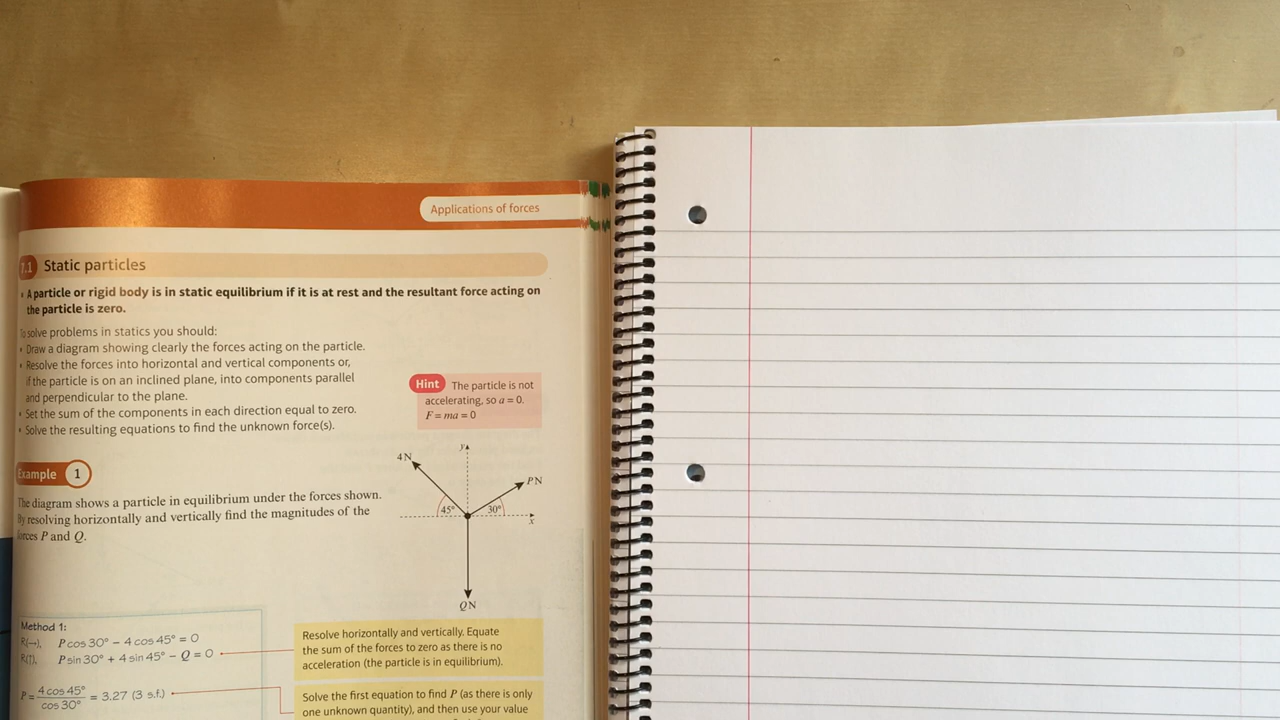 Applications of forces
7.1 Static particles
• A particle or rigid body is in static equilibrium if it is at rest and the resultant force acting on
the particle is zero.
To solve problems in statics you should:
• Draw a diagram showing clearly the forces acting on the particle.
• Resolve the forces into horizontal and vertical components or,
if the particle is on an inclined plane, into components parallel
and perpendicular to the plane.
• Set the sum of the components in each direction equal to zero.
• Solve the resulting equations to find the unknown force(s).
Hint The particle is not
accelerating, so a = 0.
F = ma = 0
Example 1
The diagram shows a particle in equilibrium under the forces shown.
By resolving horizontally and vertically find the magnitudes of the
forces P and Q.
y
4 N
P N
45°
30°
x
Q N
Method 1:
R(→), P cos 30° − 4 cos 45° = 0
R(↑), P sin 30° + 4 sin 45° − Q = 0
P = 4 cos 45° / cos 30° = 3.27 (3 s.f.)
Resolve horizontally and vertically. Equate
the sum of the forces to zero as there is no
acceleration (the particle is in equilibrium).
Solve the first equation to find P (as there is only
one unknown quantity), and then use your value